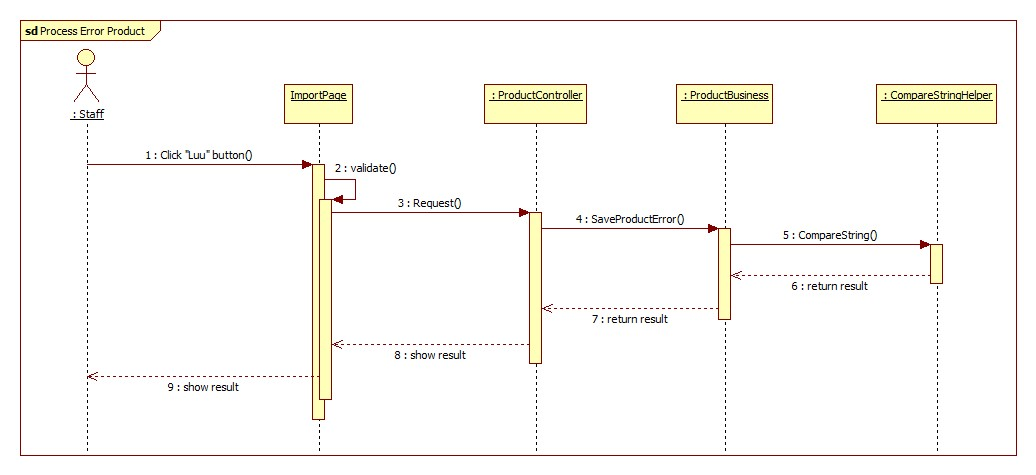 sd Process Error Product
: Staff
ImportPage
: ProductController
: ProductBusiness
: CompareStringHelper
1 : Click "Luu" button()
2 : validate()
3 : Request()
4 : SaveProductError()
5 : CompareString()
6 : return result
7 : return result
8 : show result
9 : show result